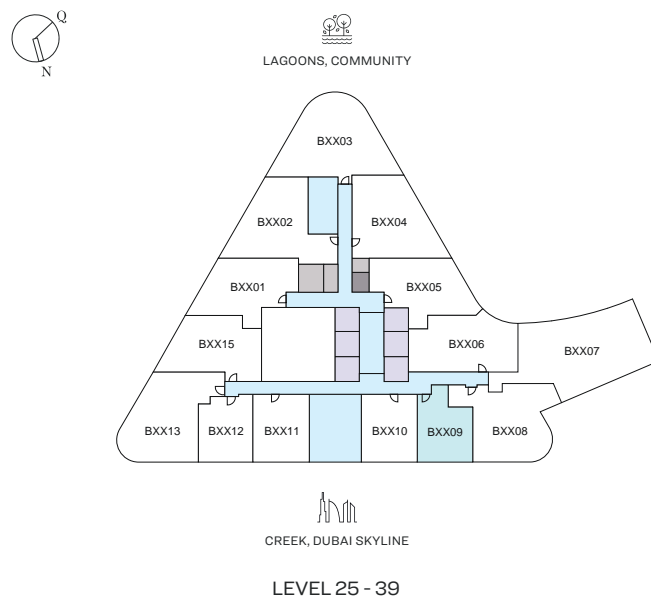 Q
N
LAGOONS, COMMUNITY
BXX03
BXX02
BXX04
BXX01
BXX05
BXX15
BXX06
BXX07
BXX13
BXX12
BXX11
BXX10
BXX09
BXX08
CREEK, DUBAI SKYLINE
LEVEL 25 - 39